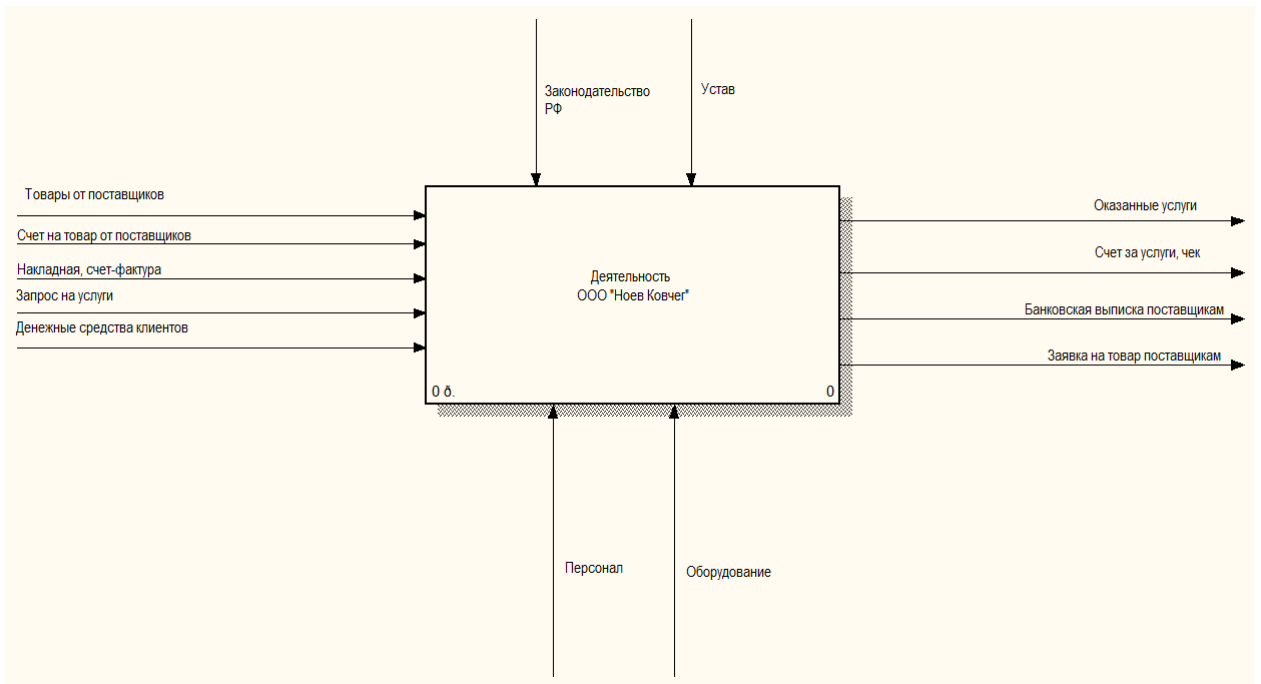 Законодательство
РФ
Устав
Товары от поставщиков
Счет на товар от поставщиков
Накладная, счет-фактура
Запрос на услуги
Денежные средства клиентов
Деятельность
ООО "Ноев Ковчег"
0 ð.
0
Оказанные услуги
Счет за услуги, чек
Банковская выписка поставщикам
Заявка на товар поставщикам
Персонал
Оборудование